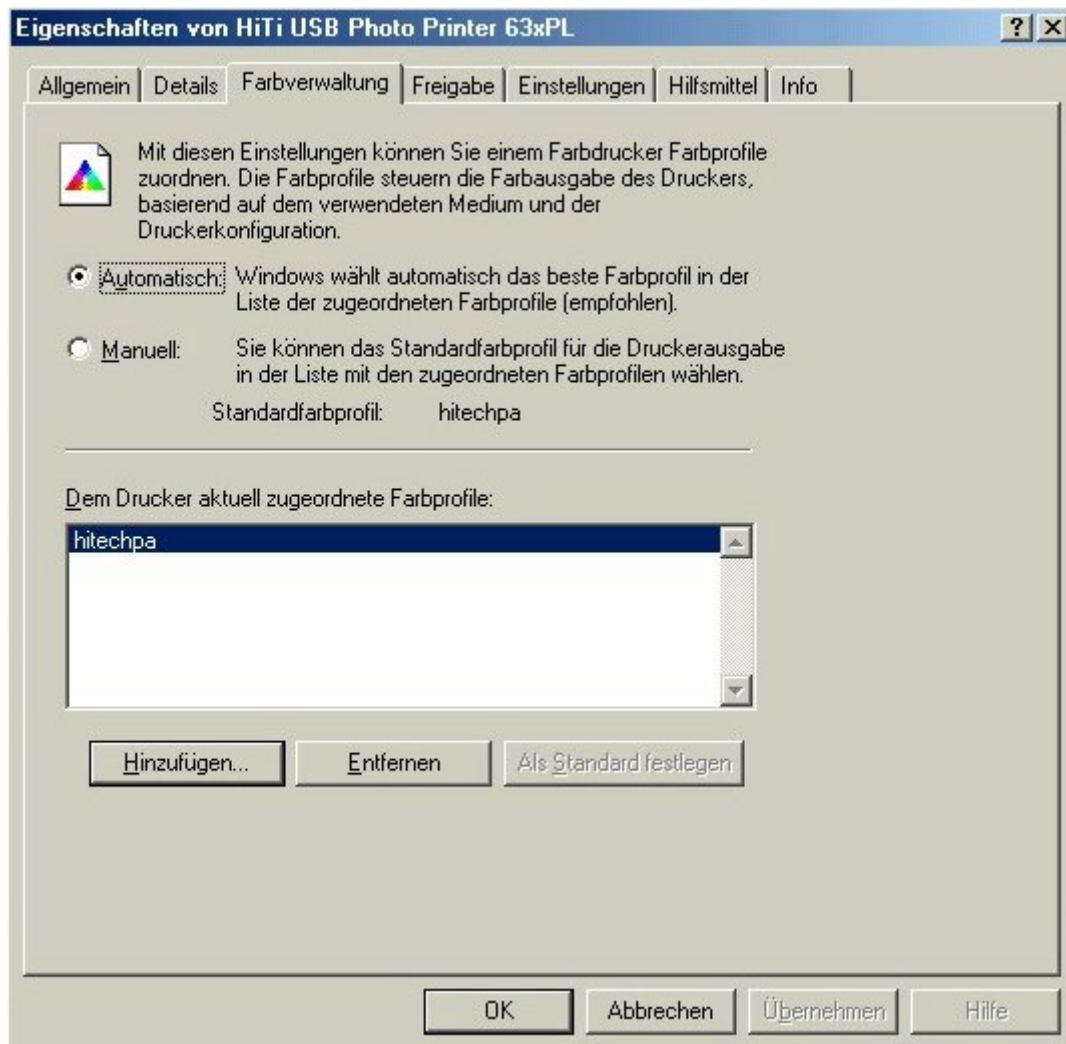 Eigenschaften von HiTi USB Photo Printer 63xPL
Allgemein Details Farbverwaltung Freigabe Einstellungen Hilfsmittel Info
Mit diesen Einstellungen können Sie einem Farbdrucker Farbprofile
zuordnen. Die Farbprofile steuern die Farbausgabe des Druckers,
basierend auf dem verwendeten Medium und der
Druckerkonfiguration.
Automatisch: Windows wählt automatisch das beste Farbprofil in der
Liste der zugeordneten Farbprofile (empfohlen).
Manuell: Sie können das Standardfarbprofil für die Druckerausgabe
in der Liste mit den zugeordneten Farbprofilen wählen.
Standardfarbprofil: hitechpa
Dem Drucker aktuell zugeordnete Farbprofile:
hitechpa
Hinzufügen... Entfernen Als Standard festlegen
OK Abbrechen Übernehmen Hilfe